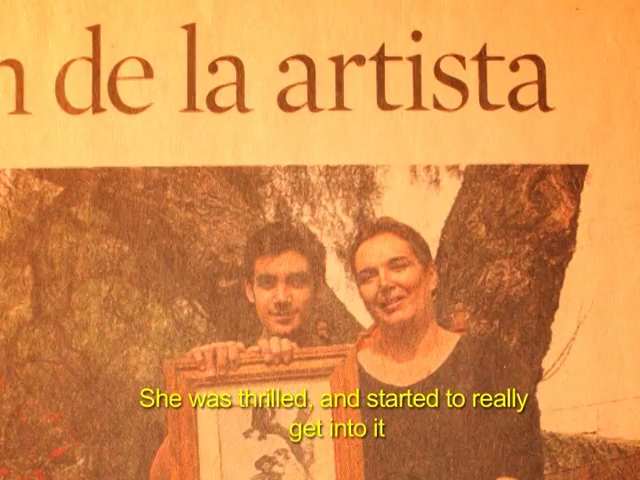 n de la artista
She was thrilled, and started to really
get into it